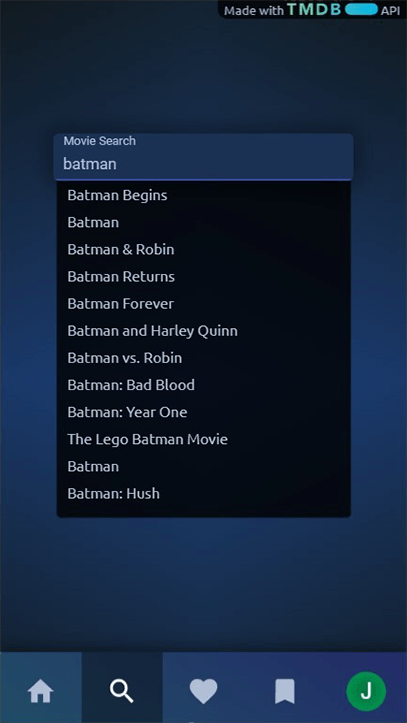 Made with TMDB API
Movie Search
batman
Batman Begins
Batman
Batman & Robin
Batman Returns
Batman Forever
Batman and Harley Quinn
Batman vs. Robin
Batman: Bad Blood
Batman: Year One
The Lego Batman Movie
Batman
Batman: Hush
J